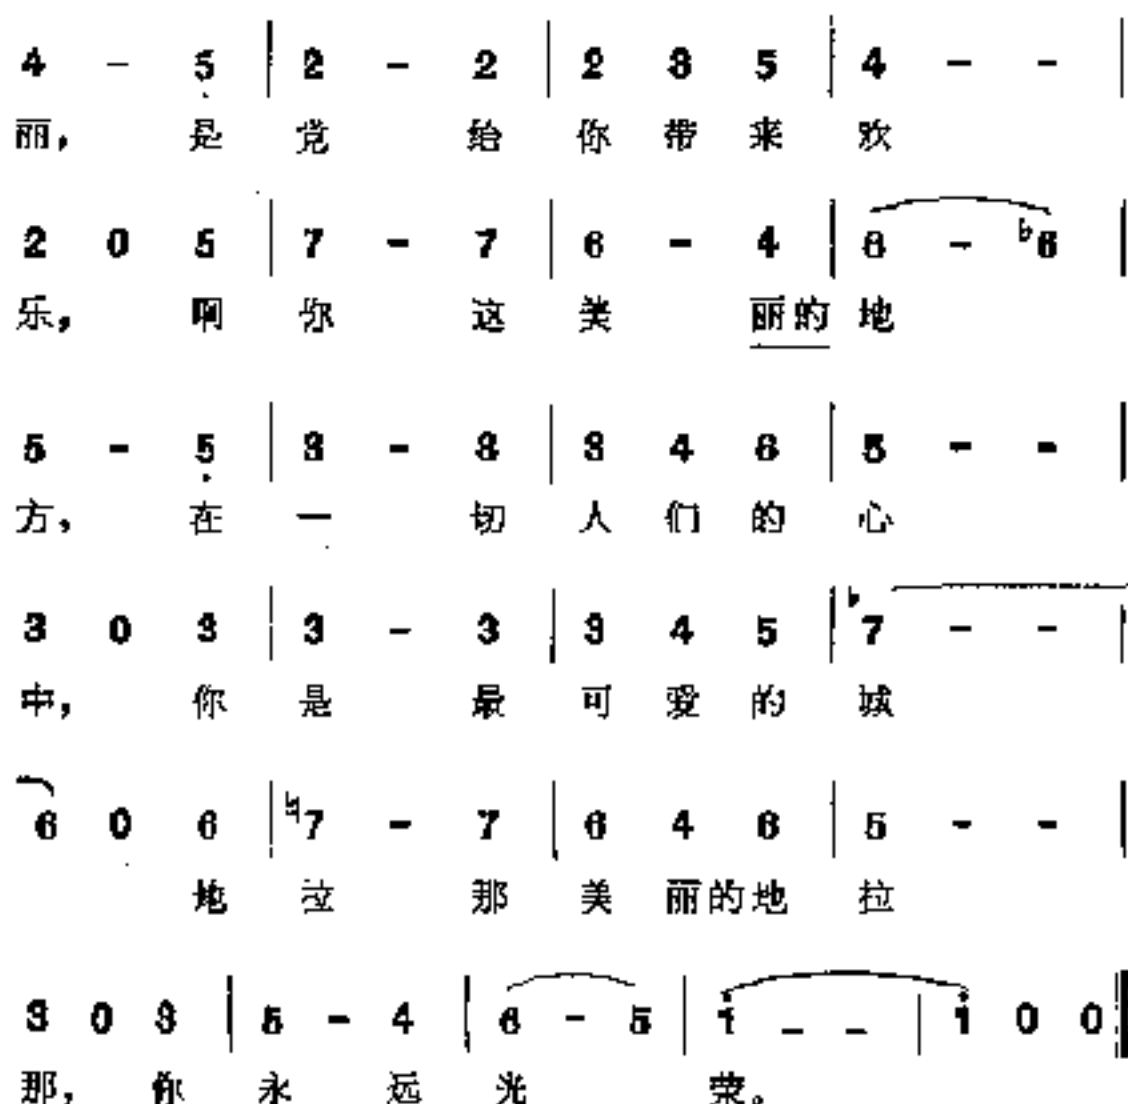 4 - 5̣ | 2 - 2 | 2 3 5 | 4 - - |
丽， 是 党 给 你 带 来 欢
2 0 5 | 7 - 7 | 6 - 4 | 6 - ♭6 |
乐， 啊 你 这 美 丽的 地
5 - 5̣ | 3 - 3 | 3 4 6 | 5 - - |
方， 在 一 切 人 们 的 心
3 0 3 | 3 - 3 | 3 4 5 | ♭7 - - |
中， 你 是 最 可 爱 的 城
6 0 6 | ♮7 - 7 | 6 4 6 | 5 - - |
地 拉 那 美 丽的地 拉
3 0 3 | 5 - 4 | 6 - 5 | 1̇ - - | 1̇ 0 0 ‖
那， 你 永 远 光 荣。